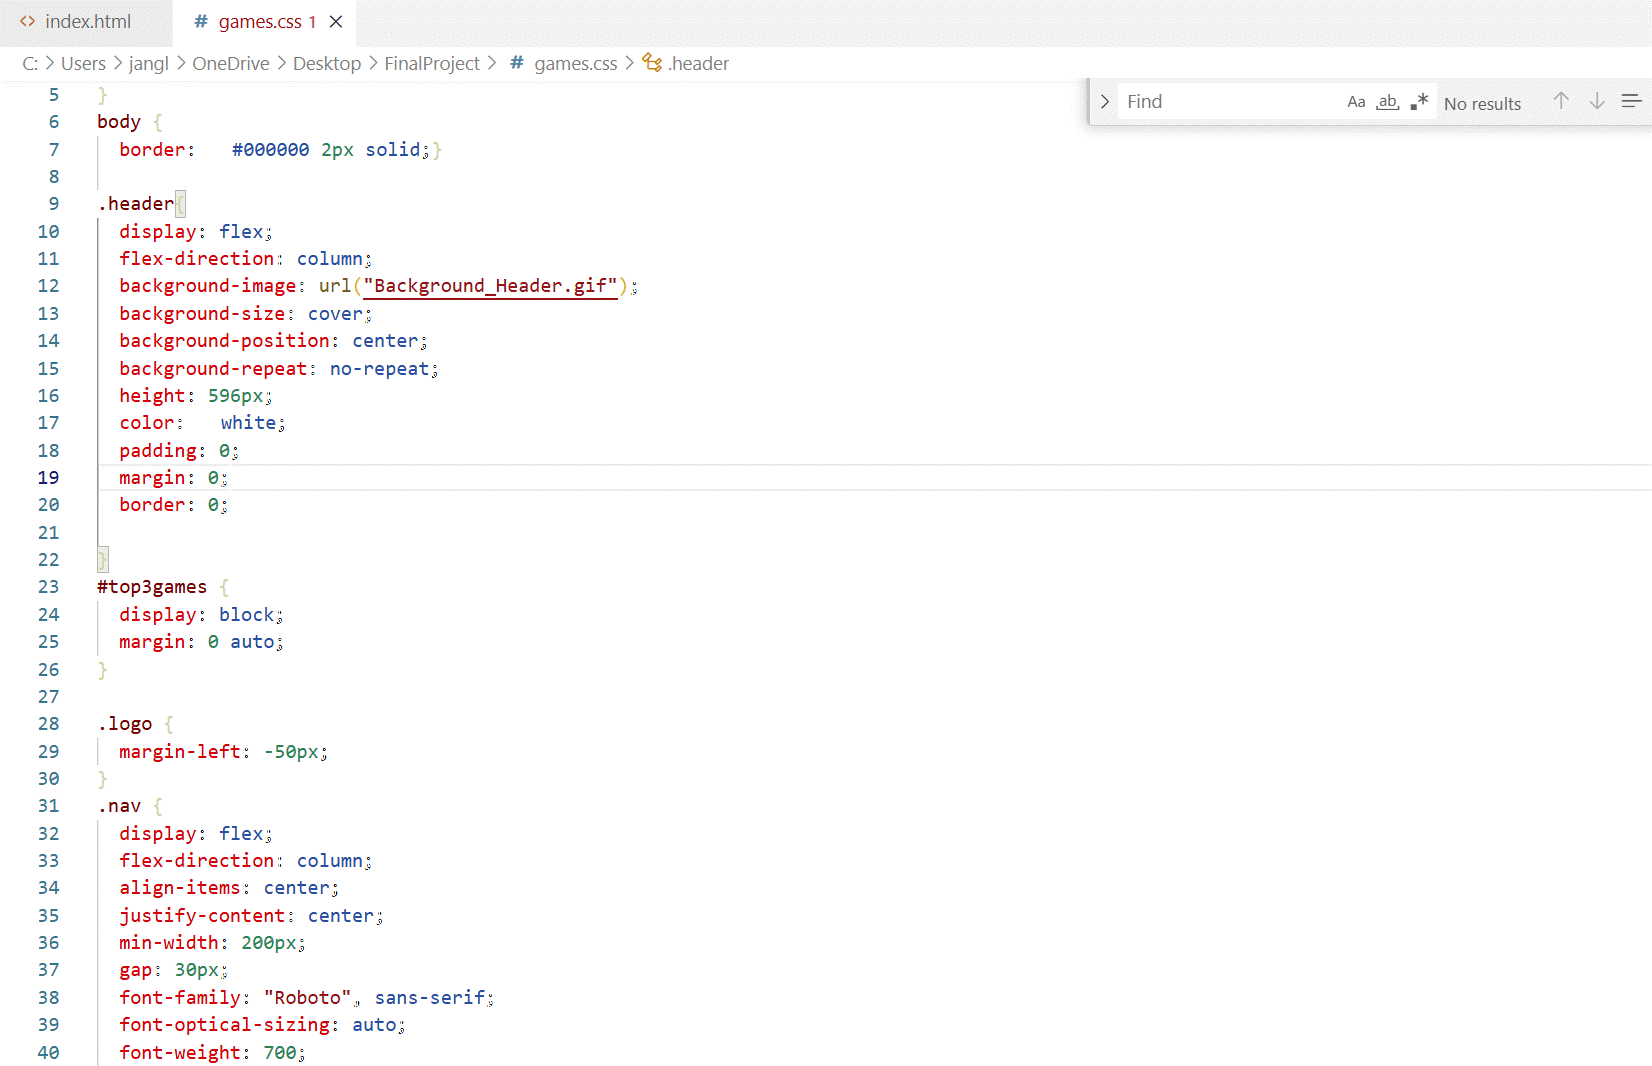 index.html
games.css 1
C: > Users > jangl > OneDrive > Desktop > FinalProject > # games.css > .header
Find
Aa ab, .* No results
5 }
6 body {
7 border: #000000 2px solid;}
8
9 .header{
10 display: flex;
11 flex-direction: column;
12 background-image: url("Background_Header.gif");
13 background-size: cover;
14 background-position: center;
15 background-repeat: no-repeat;
16 height: 596px;
17 color: white;
18 padding: 0;
19 margin: 0;
20 border: 0;
21
22 }
23 #top3games {
24 display: block;
25 margin: 0 auto;
26 }
27
28 .logo {
29 margin-left: -50px;
30 }
31 .nav {
32 display: flex;
33 flex-direction: column;
34 align-items: center;
35 justify-content: center;
36 min-width: 200px;
37 gap: 30px;
38 font-family: "Roboto", sans-serif;
39 font-optical-sizing: auto;
40 font-weight: 700;